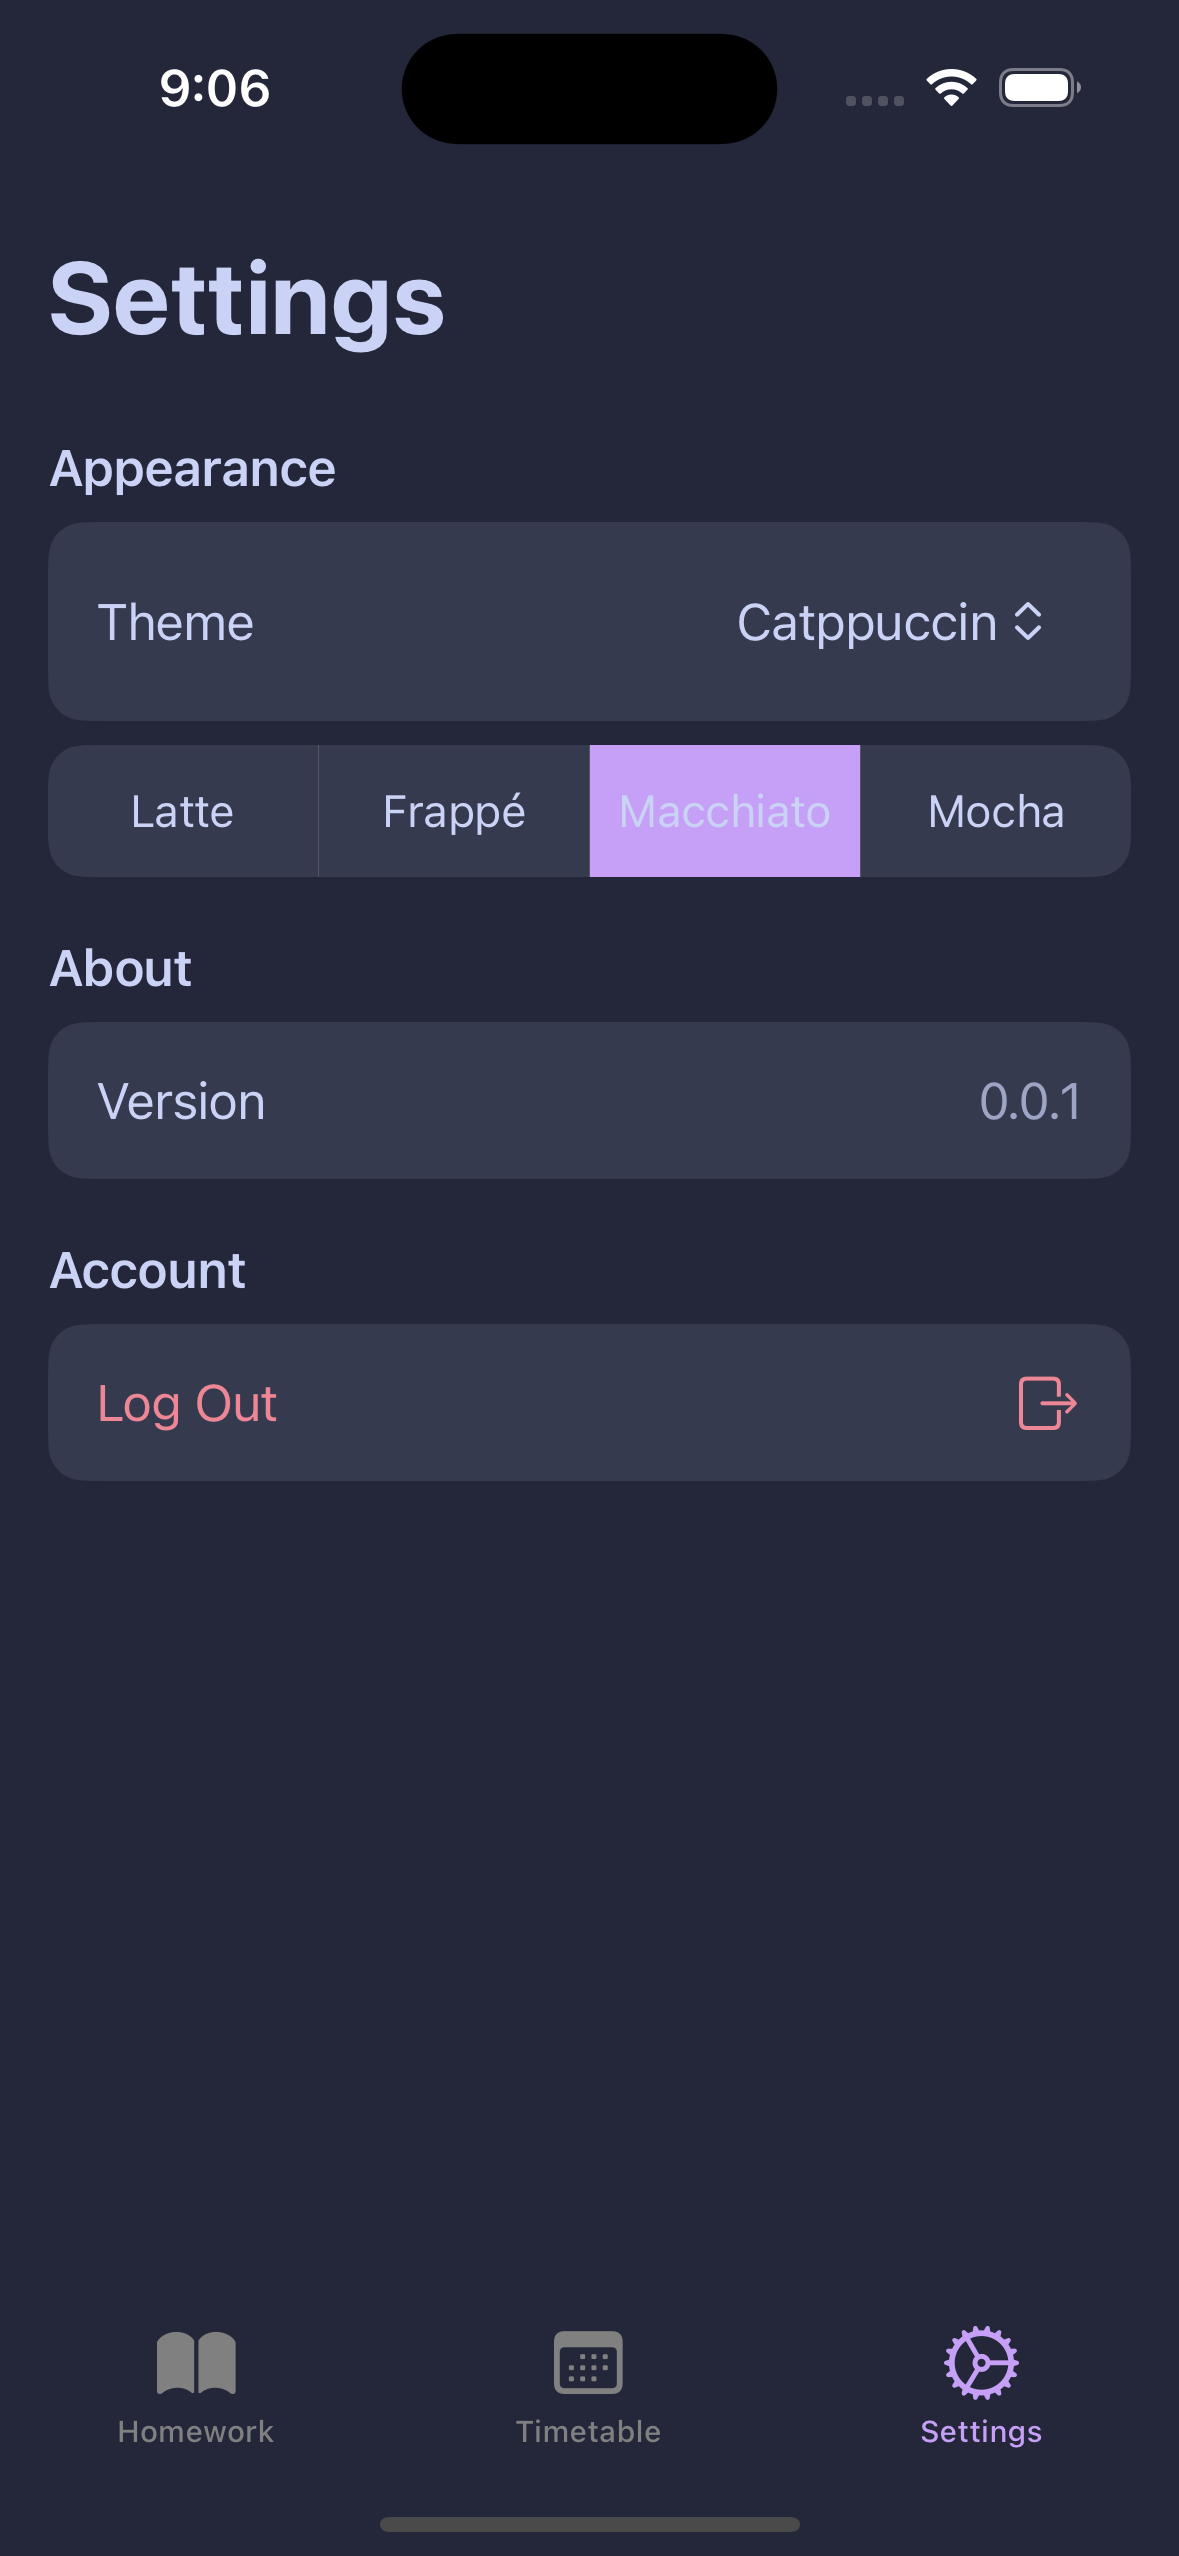 9:06
Settings
Appearance
Theme Catppuccin
Latte Frappé Macchiato Mocha
About
Version 0.0.1
Account
Log Out
Homework Timetable Settings